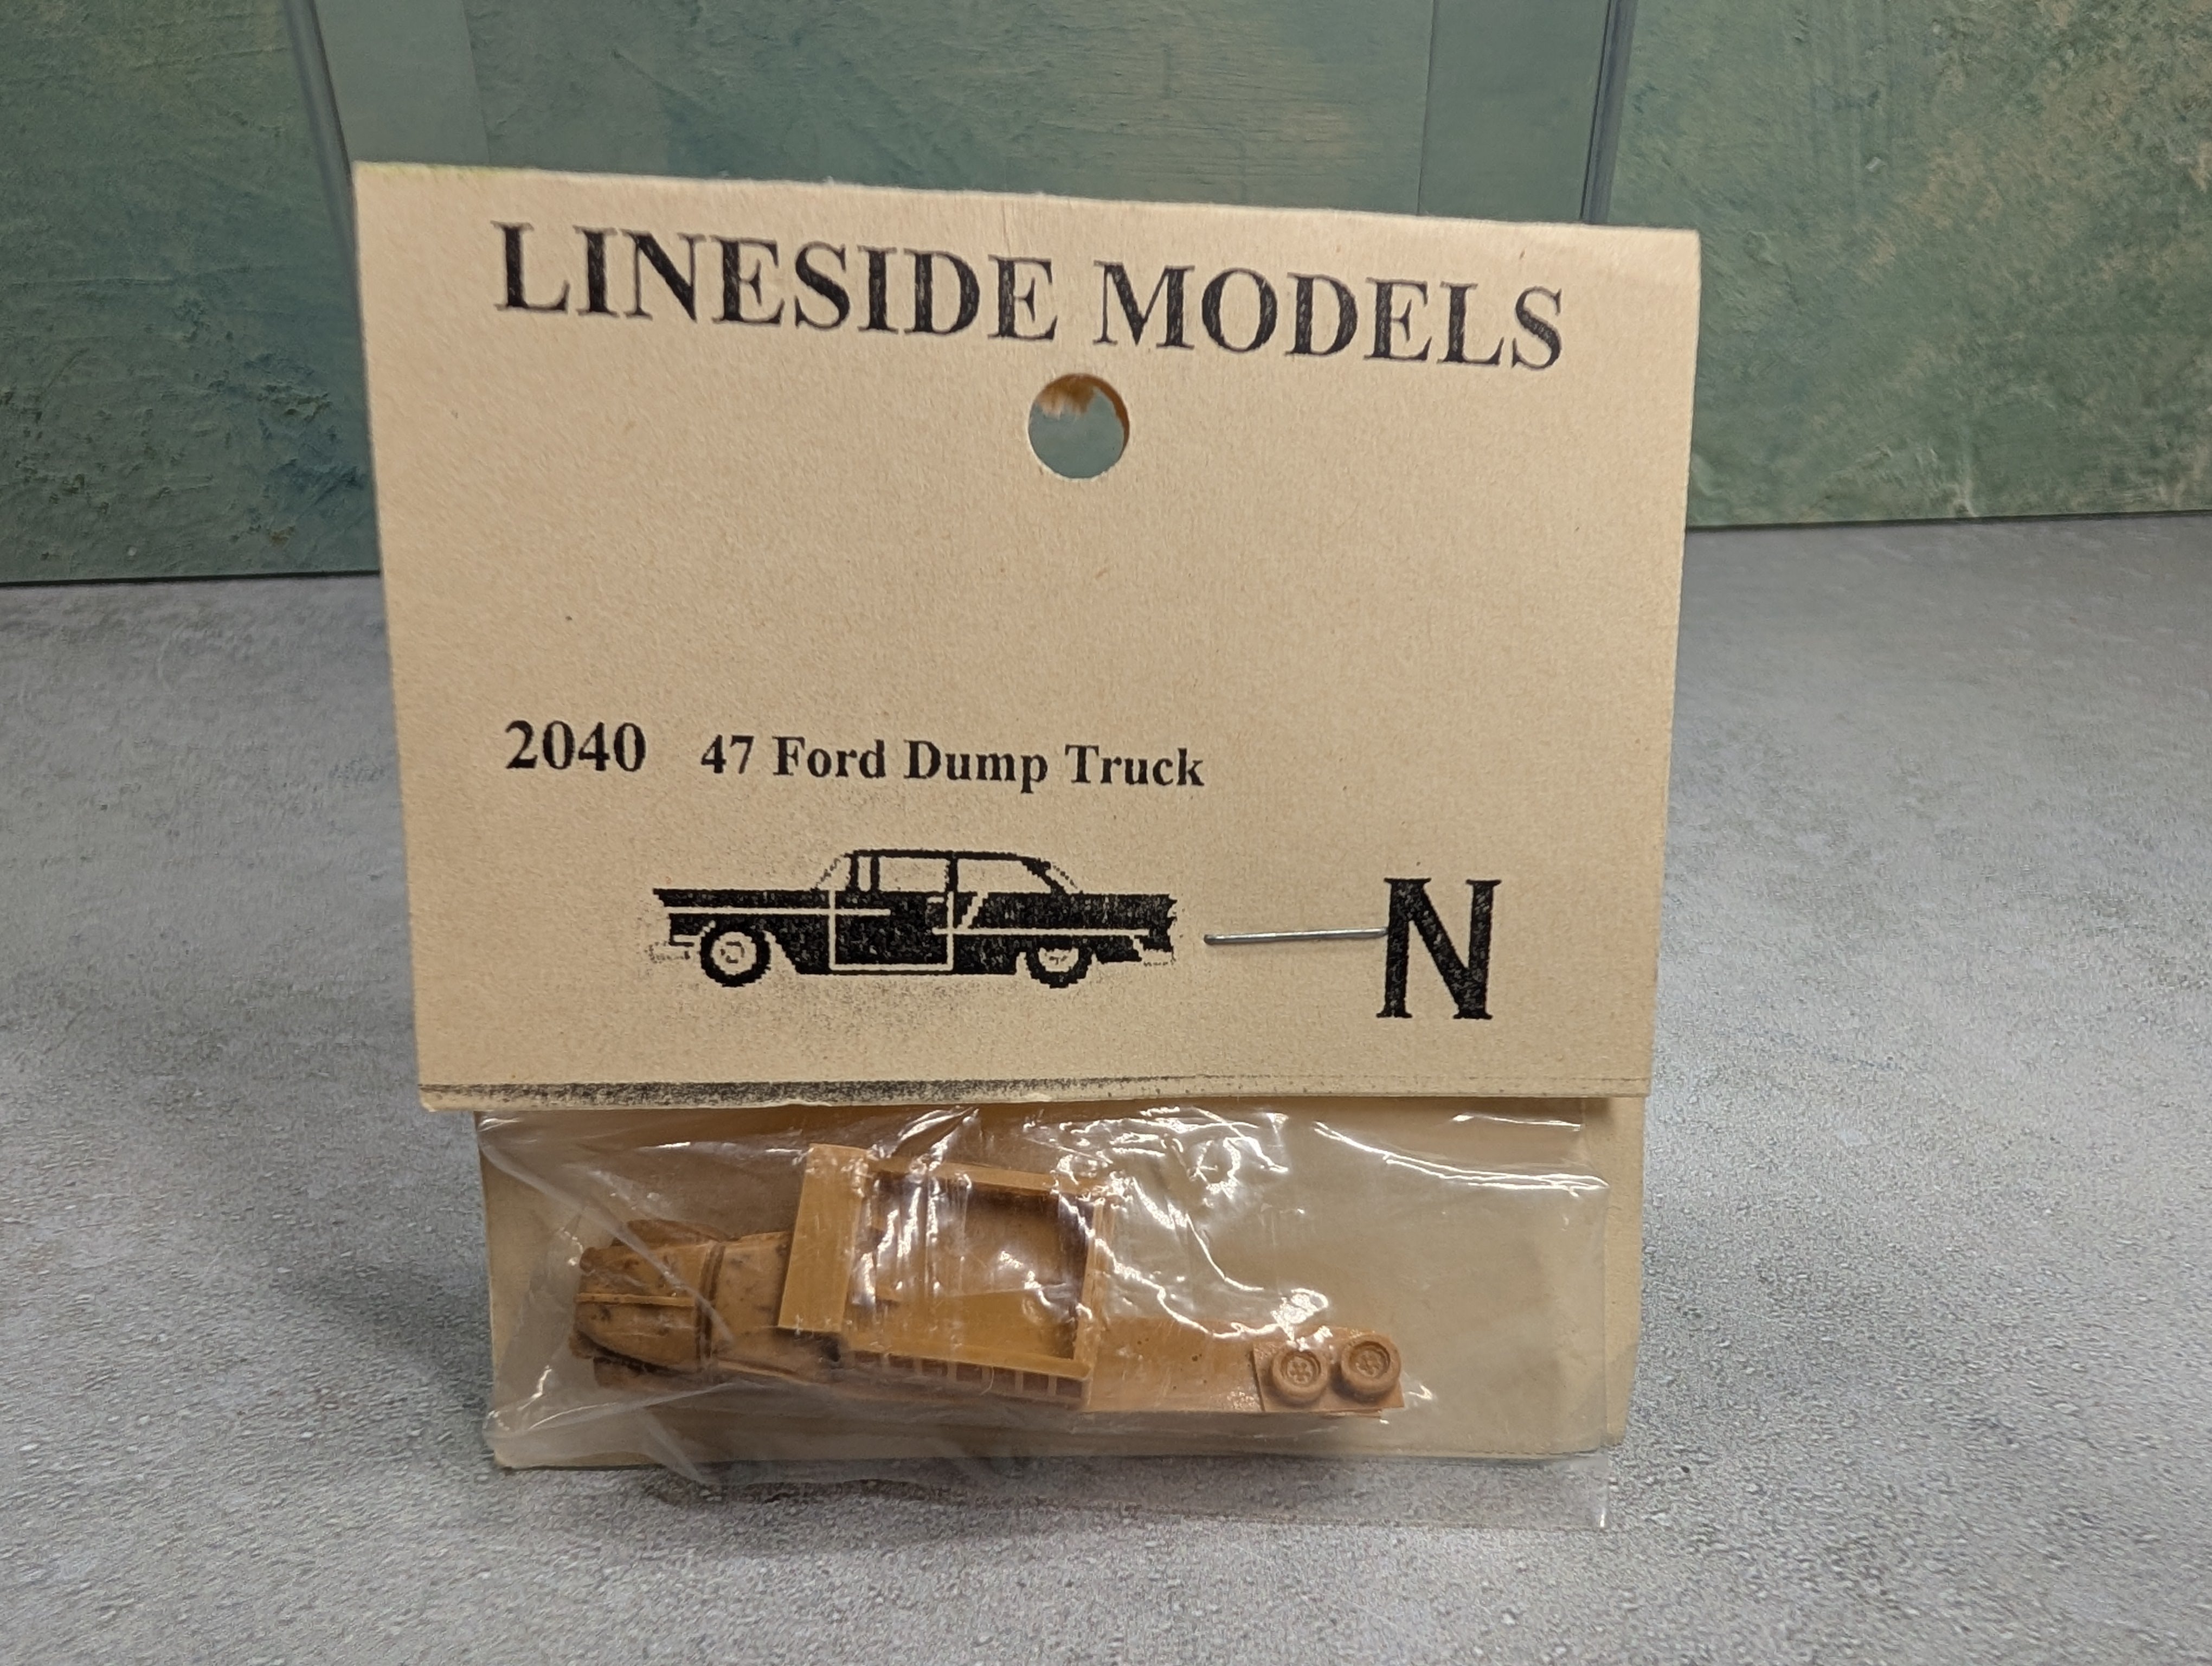 LINESIDE MODELS
2040 47 Ford Dump Truck
N